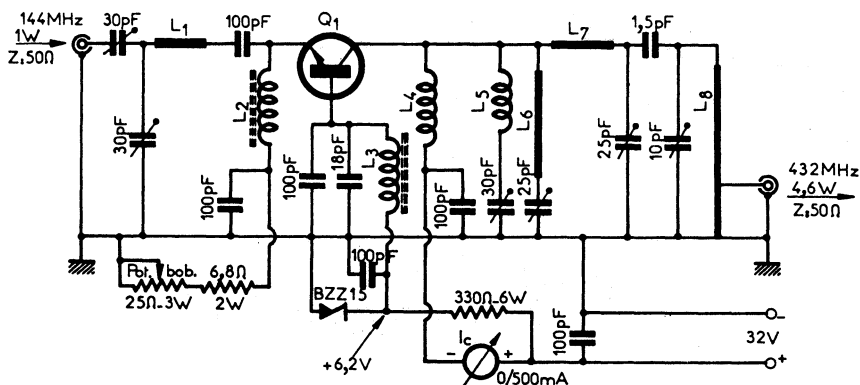 144MHz
1W
Z,50Ω
30pF
L1
100pF
Q1
L7
1,5pF
30pF
L2
100pF
100pF
18pF
L3
L4
100pF
L5
30pF
L6
25pF
25pF
10pF
L8
432MHz
4,6W
Z,50Ω
Pot. bob.
25Ω-3W
6,8Ω
2W
100pF
BZZ15
+6,2V
330Ω-6W
Ic
-
+
0/500mA
100pF
-
32V
+